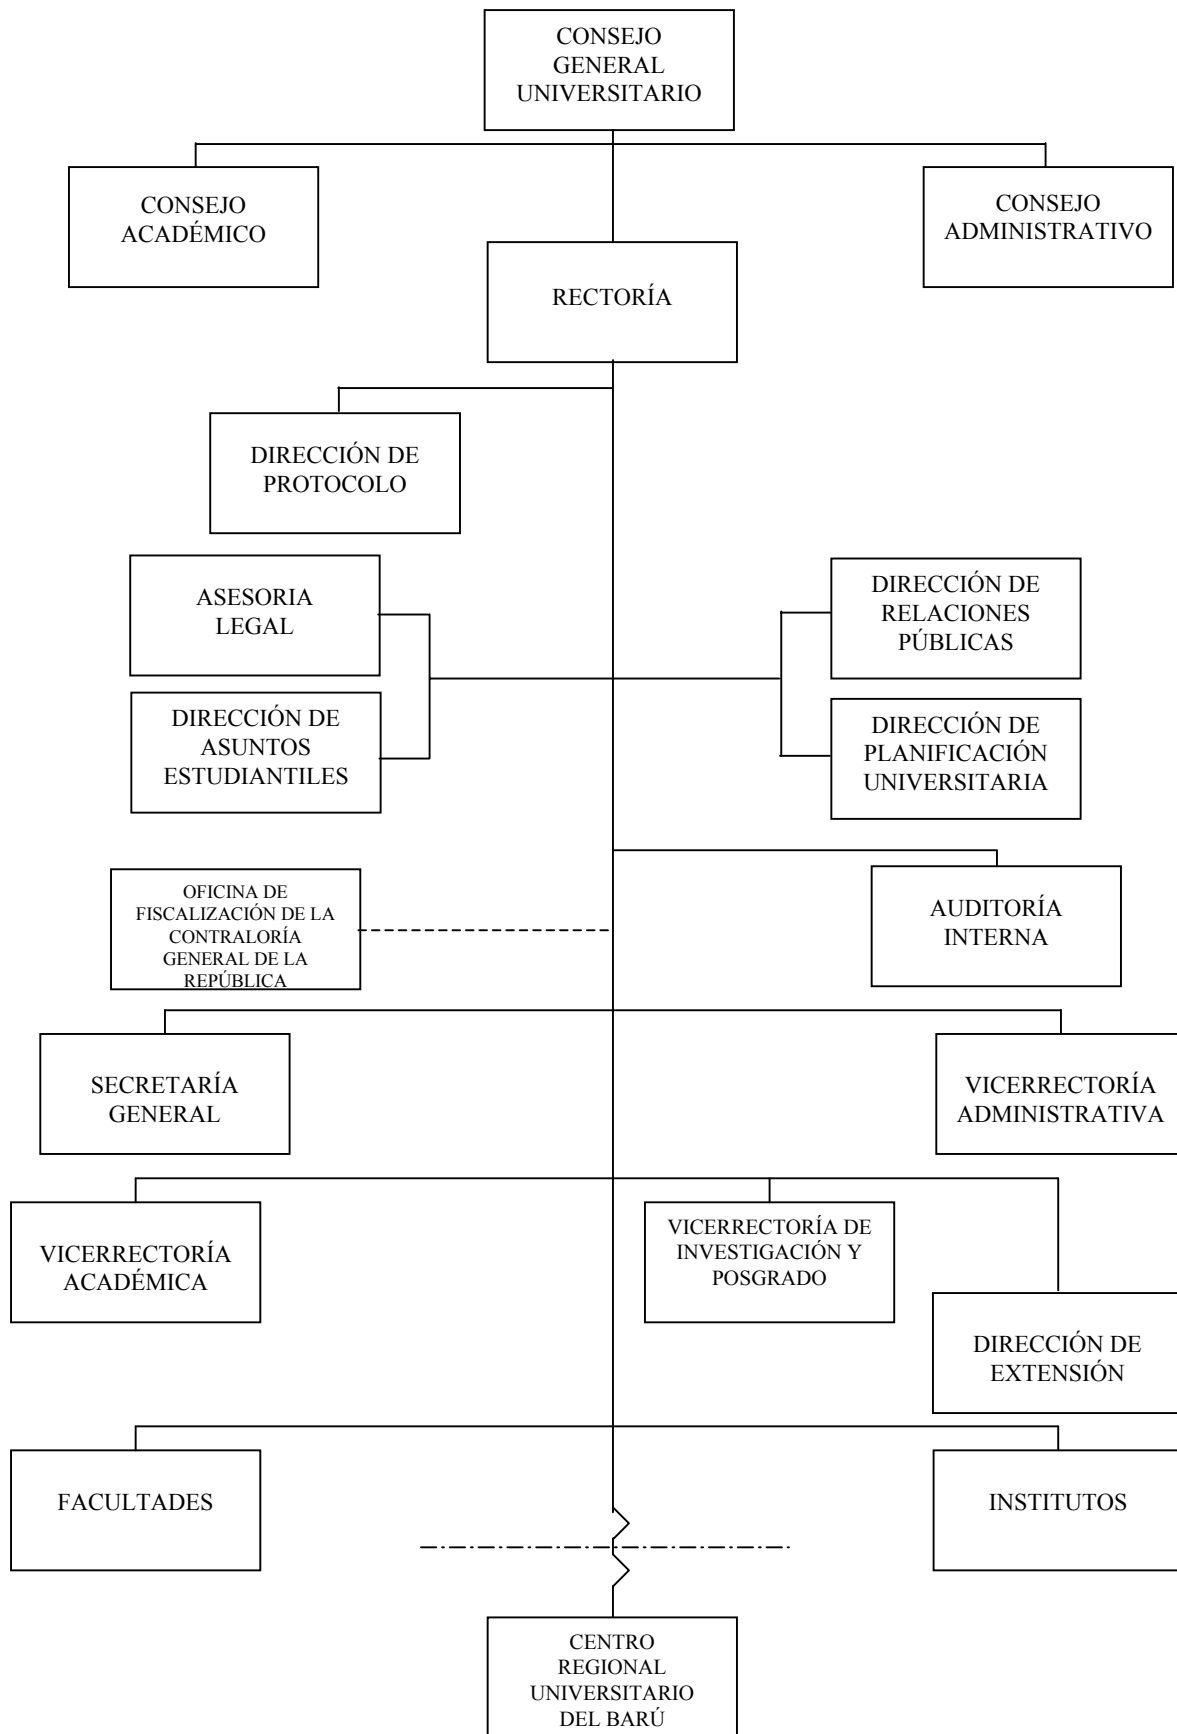 CONSEJO
GENERAL
UNIVERSITARIO
CONSEJO
ACADÉMICO
CONSEJO
ADMINISTRATIVO
RECTORÍA
DIRECCIÓN DE
PROTOCOLO
ASESORIA
LEGAL
DIRECCIÓN DE
RELACIONES
PÚBLICAS
DIRECCIÓN DE
ASUNTOS
ESTUDIANTILES
DIRECCIÓN DE
PLANIFICACIÓN
UNIVERSITARIA
OFICINA DE
FISCALIZACIÓN DE LA
CONTRALORÍA
GENERAL DE LA
REPÚBLICA
AUDITORÍA
INTERNA
SECRETARÍA
GENERAL
VICERRECTORÍA
ADMINISTRATIVA
VICERRECTORÍA
ACADÉMICA
VICERRECTORÍA DE
INVESTIGACIÓN Y
POSGRADO
DIRECCIÓN DE
EXTENSIÓN
FACULTADES
INSTITUTOS
CENTRO
REGIONAL
UNIVERSITARIO
DEL BARÚ